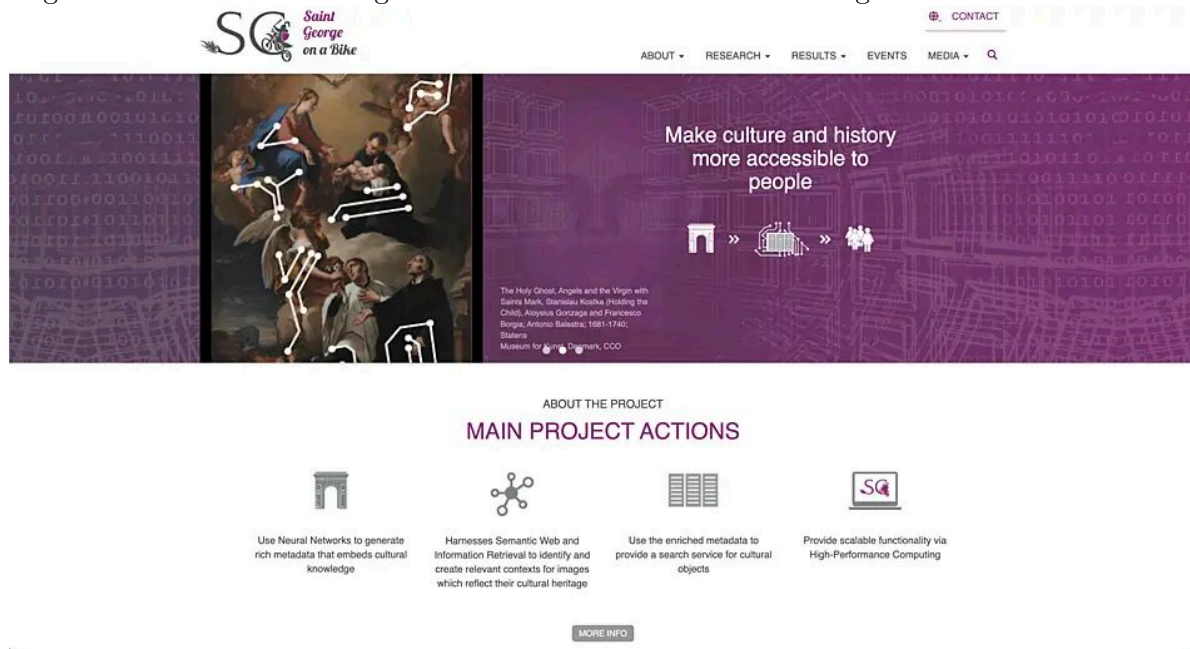 SG
Saint
George
on a Bike
CONTACT
ABOUT
RESEARCH
RESULTS
EVENTS
MEDIA
Make culture and history
more accessible to
people
The Holy Ghost, Angels and the Virgin with
Saints Mark, Stanislau Kostka (Holding the
Child), Aloysius Gonzaga and Francesco
Borgia; Antonio Balestra; 1681-1740;
Statens
Museum for Kunst, Denmark, CCO
ABOUT THE PROJECT
MAIN PROJECT ACTIONS
Use Neural Networks to generate
rich metadata that embeds cultural
knowledge
Harnesses Semantic Web and
Information Retrieval to identify and
create relevant contexts for images
which reflect their cultural heritage
Use the enriched metadata to
provide a search service for cultural
objects
SG
Provide scalable functionality via
High-Performance Computing
MORE INFO